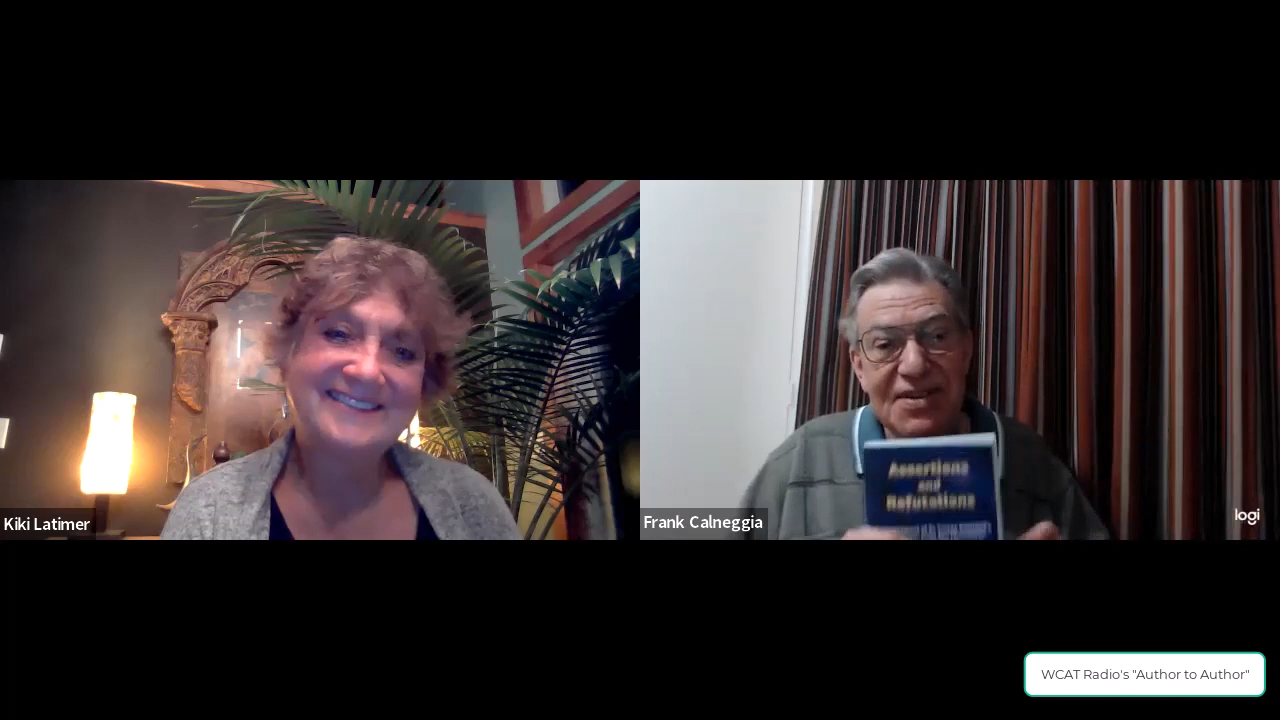 Assertions
and
Refutations
Kiki Latimer
Frank Calneggia
logi
WCAT Radio's "Author to Author"